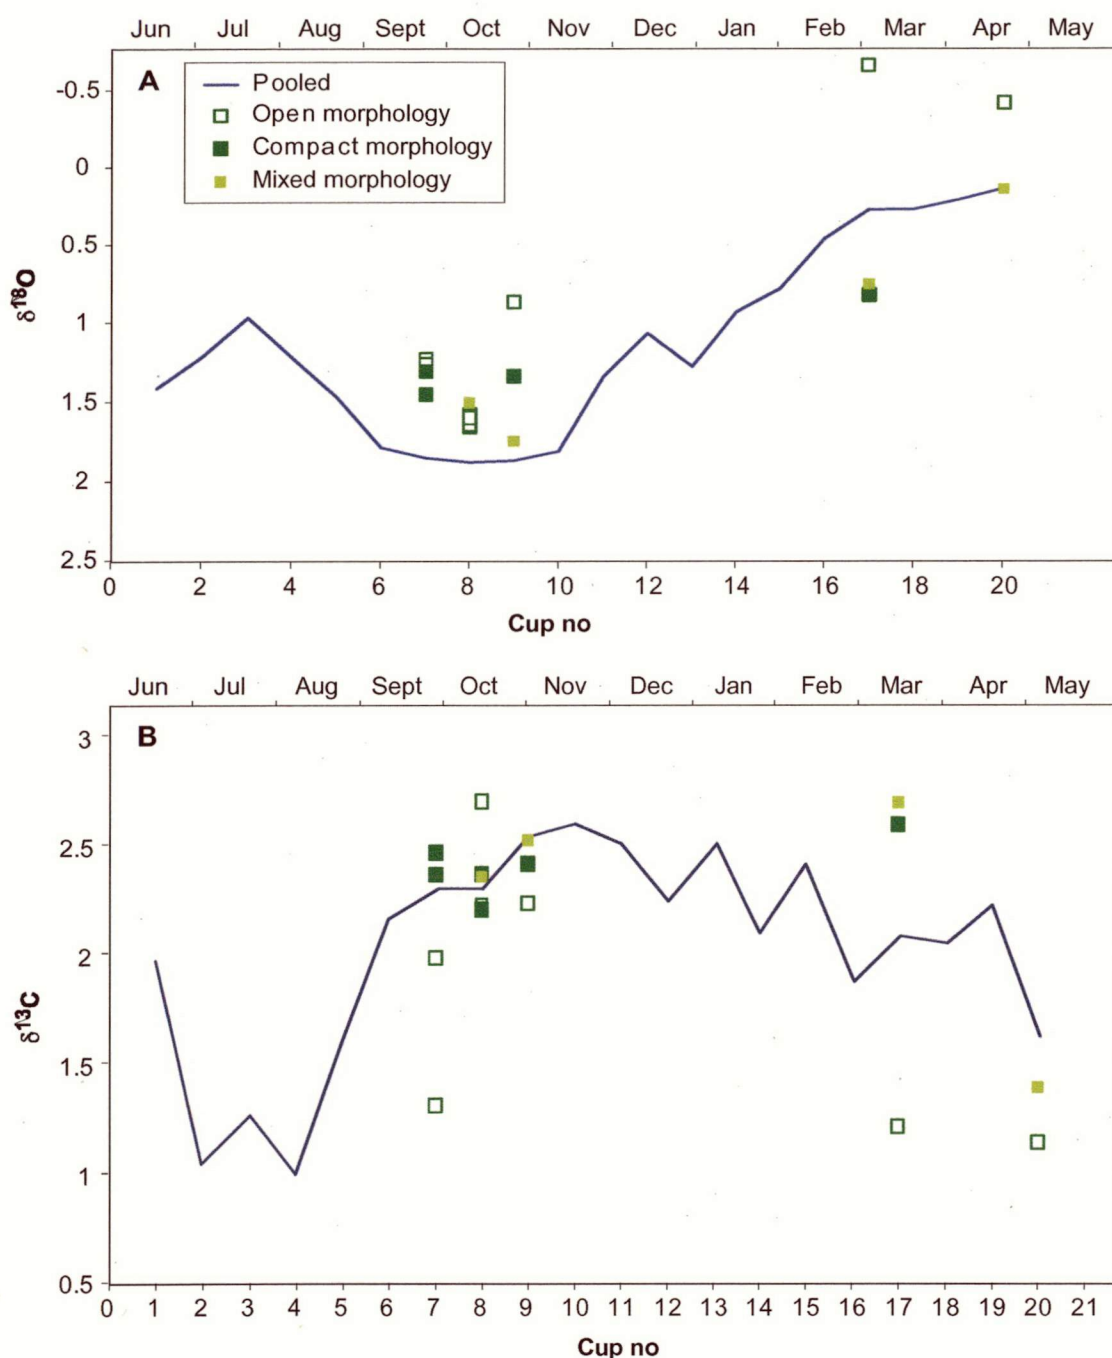 Jun Jul Aug Sept Oct Nov Dec Jan Feb Mar Apr May
A
Pooled
Open morphology
Compact morphology
Mixed morphology
-0.5
0
0.5
1
1.5
2
2.5
δ18O
0 2 4 6 8 10 12 14 16 18 20
Cup no
Jun Jul Aug Sept Oct Nov Dec Jan Feb Mar Apr May
B
3
2.5
2
1.5
1
0.5
δ13C
0 1 2 3 4 5 6 7 8 9 10 11 12 13 14 15 16 17 18 19 20 21
Cup no